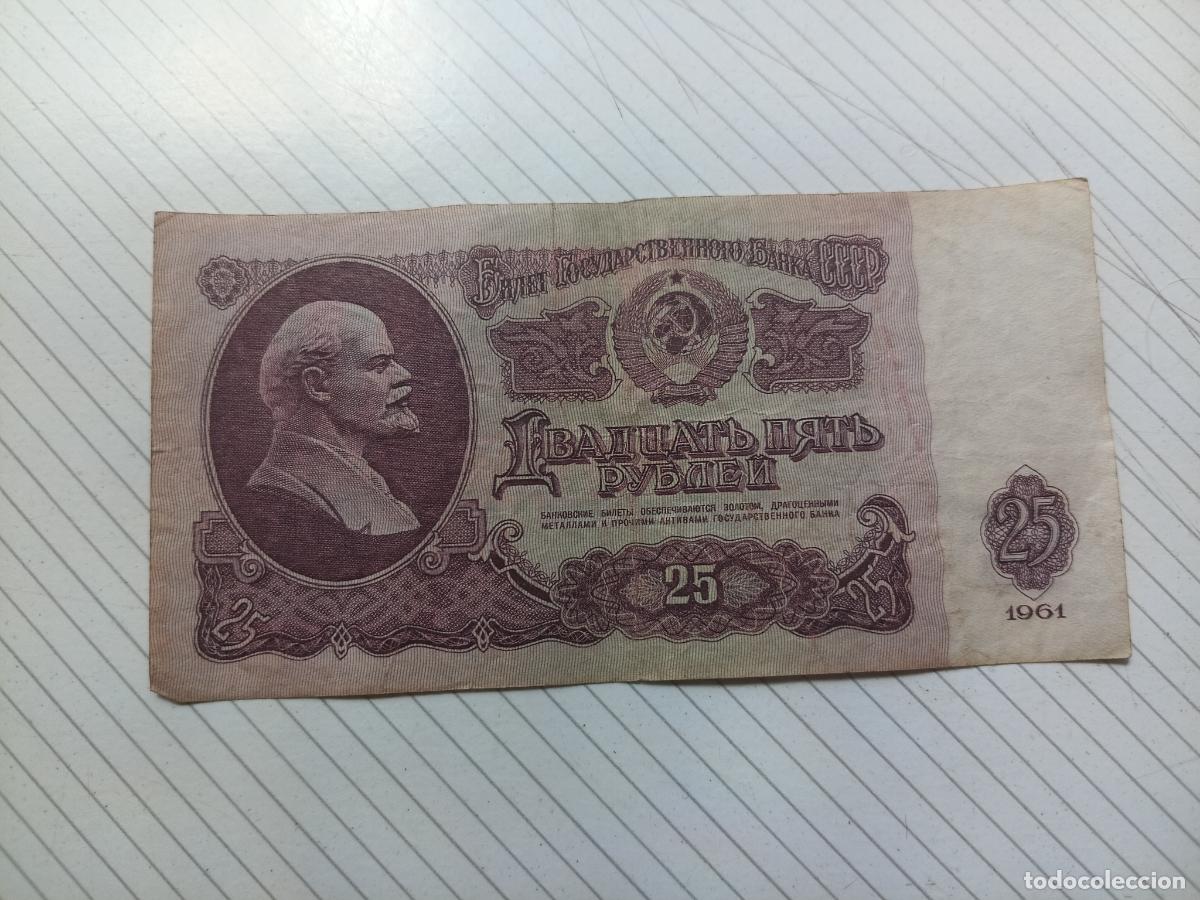 Билет Государственного Банка СССР
Двадцать пять
рублей
БАНКОВСКИЕ БИЛЕТЫ ОБЕСПЕЧИВАЮТСЯ ЗОЛОТОМ, ДРАГОЦЕННЫМИ
МЕТАЛЛАМИ И ПРОЧИМИ АКТИВАМИ ГОСУДАРСТВЕННОГО БАНКА
25
25
25
25
1961
todocoleccion